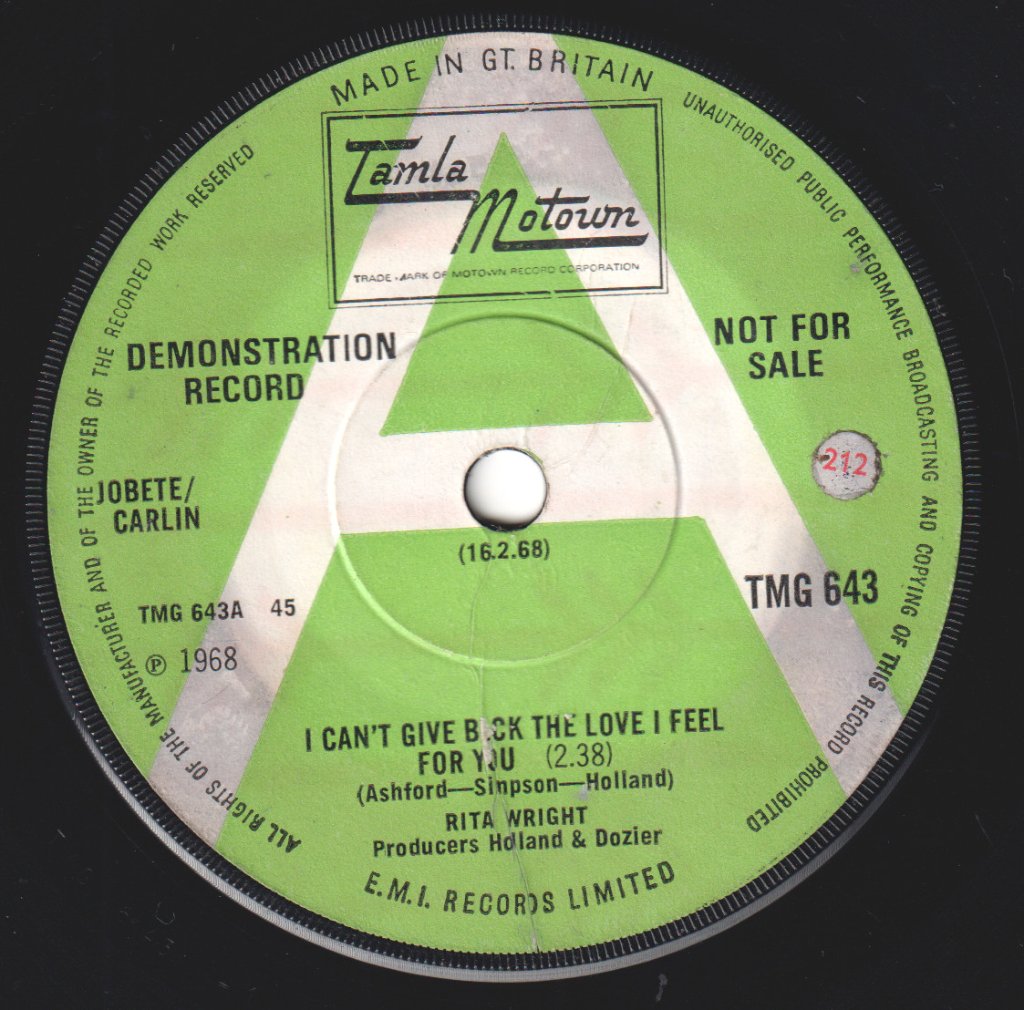 MADE IN GT. BRITAIN
UNAUTHORISED PUBLIC PERFORMANCE BROADCASTING AND COPYING OF THIS RECORD PROHIBITED
ALL RIGHTS OF THE MANUFACTURER AND OF THE OWNER OF THE RECORDED WORK RESERVED
Tamla
Motown
TRADE MARK OF MOTOWN RECORD CORPORATION
DEMONSTRATION
RECORD
NOT FOR
SALE
212
JOBETE/
CARLIN
(16.2.68)
TMG 643
TMG 643A 45
℗ 1968
I CAN'T GIVE BACK THE LOVE I FEEL
FOR YOU (2.38)
(Ashford—Simpson—Holland)
RITA WRIGHT
Producers Holland & Dozier
E.M.I. RECORDS LIMITED